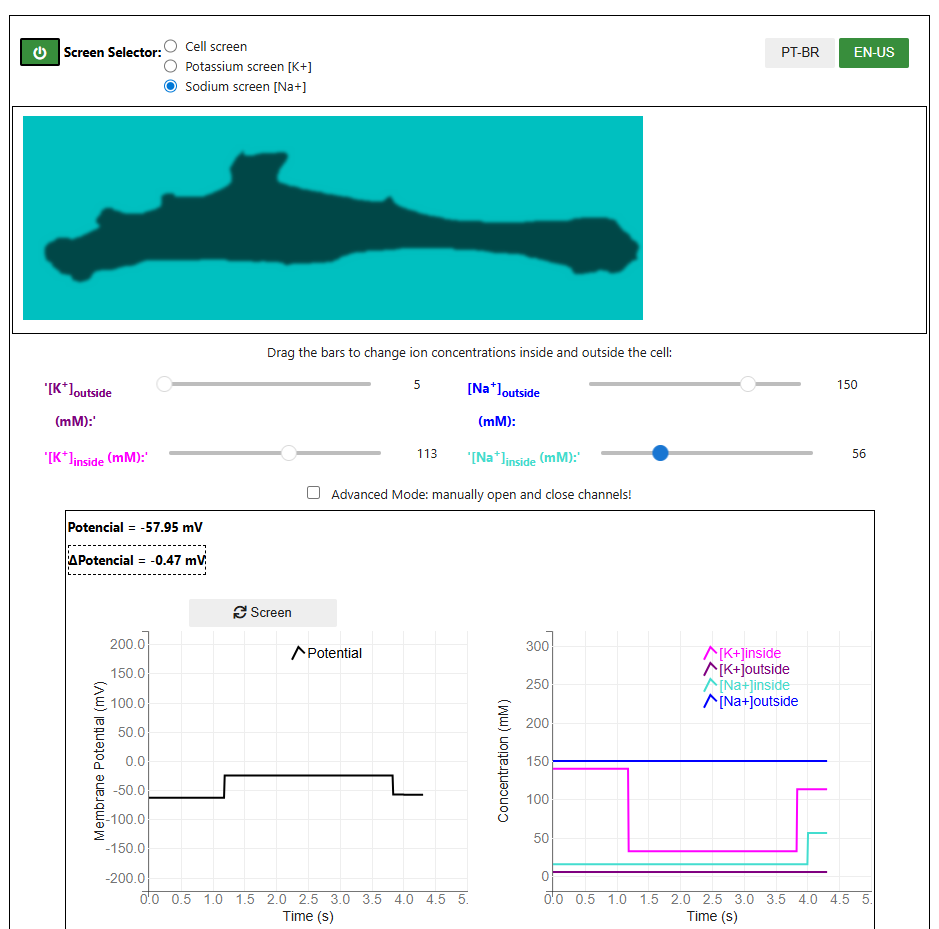 Screen Selector:
Cell screen
Potassium screen [K+]
Sodium screen [Na+]
PT-BR
EN-US
Drag the bars to change ion concentrations inside and outside the cell:
'[K⁺]outside (mM):'
5
[Na⁺]outside (mM):
150
'[K⁺]inside (mM):'
113
'[Na⁺]inside (mM):'
56
Advanced Mode: manually open and close channels!
Potencial = -57.95 mV
ΔPotencial = -0.47 mV
Screen
Potential
Membrane Potential (mV)
200.0
150.0
100.0
50.0
0.0
-50.0
-100.0
-150.0
-200.0
0.0 0.5 1.0 1.5 2.0 2.5 3.0 3.5 4.0 4.5 5.
Time (s)
[K+]inside
[K+]outside
[Na+]inside
[Na+]outside
Concentration (mM)
300
250
200
150
100
50
0
0.0 0.5 1.0 1.5 2.0 2.5 3.0 3.5 4.0 4.5 5.
Time (s)